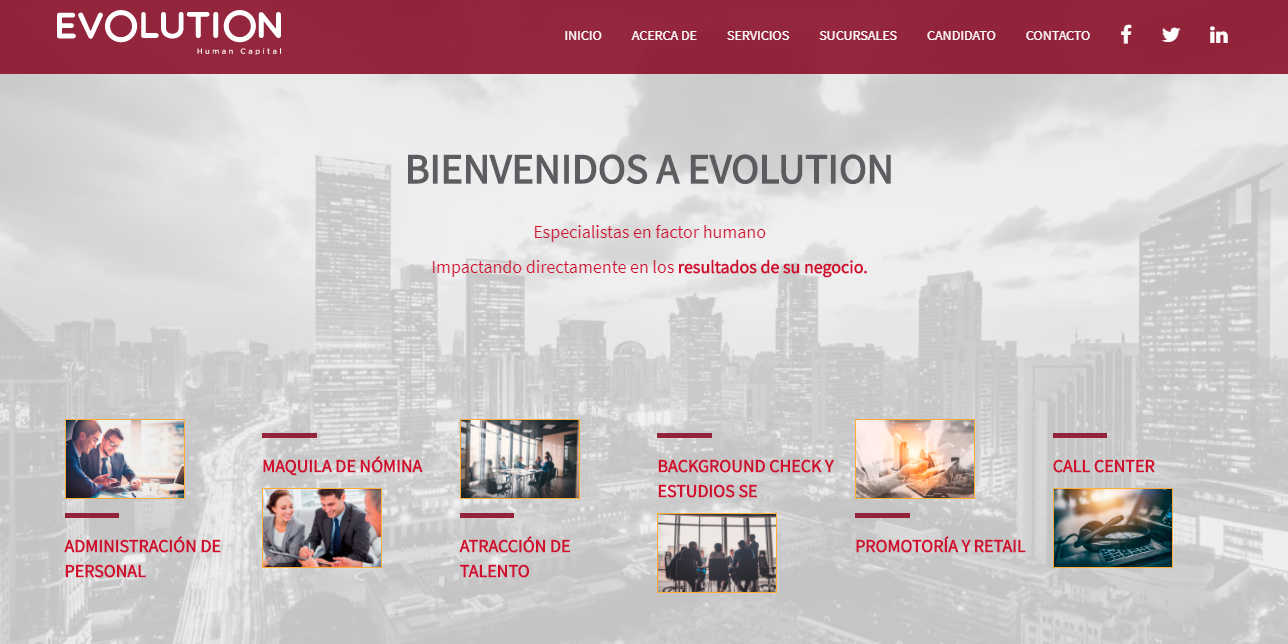 EVOLUTION
Human Capital
INICIO
ACERCA DE
SERVICIOS
SUCURSALES
CANDIDATO
CONTACTO
BIENVENIDOS A EVOLUTION
Especialistas en factor humano
Impactando directamente en los resultados de su negocio.
ADMINISTRACIÓN DE
PERSONAL
MAQUILA DE NÓMINA
ATRACCIÓN DE
TALENTO
BACKGROUND CHECK Y
ESTUDIOS SE
PROMOTORÍA Y RETAIL
CALL CENTER